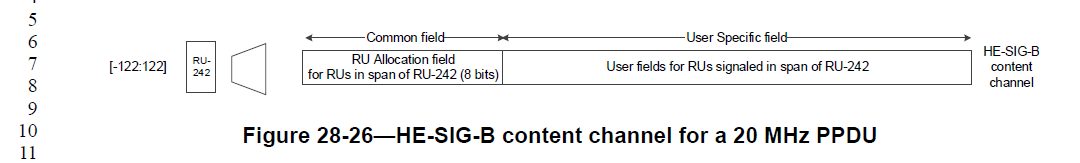 5
6
Common field
User Specific field
7
[-122:122]
RU-
242
RU Allocation field
for RUs in span of RU-242 (8 bits)
User fields for RUs signaled in span of RU-242
HE-SIG-B
content
channel
8
9
10
Figure 28-26—HE-SIG-B content channel for a 20 MHz PPDU
11